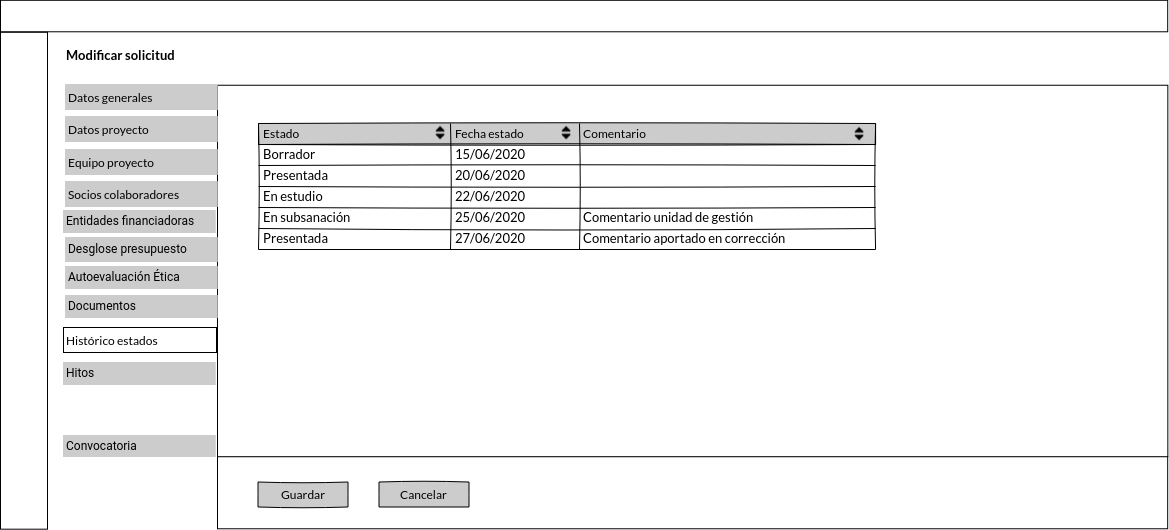 Modificar solicitud
Datos generales
Datos proyecto
Equipo proyecto
Socios colaboradores
Entidades financiadoras
Desglose presupuesto
Autoevaluación Ética
Documentos
Histórico estados
Hitos
Convocatoria
Estado Fecha estado Comentario
Borrador 15/06/2020
Presentada 20/06/2020
En estudio 22/06/2020
En subsanación 25/06/2020 Comentario unidad de gestión
Presentada 27/06/2020 Comentario aportado en corrección
Guardar Cancelar